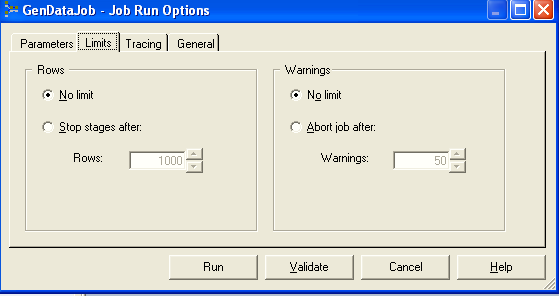 GenDataJob - Job Run Options
Parameters Limits Tracing General
Rows
No limit
Stop stages after:
Rows: 1000
Warnings
No limit
Abort job after:
Warnings: 50
Run Validate Cancel Help